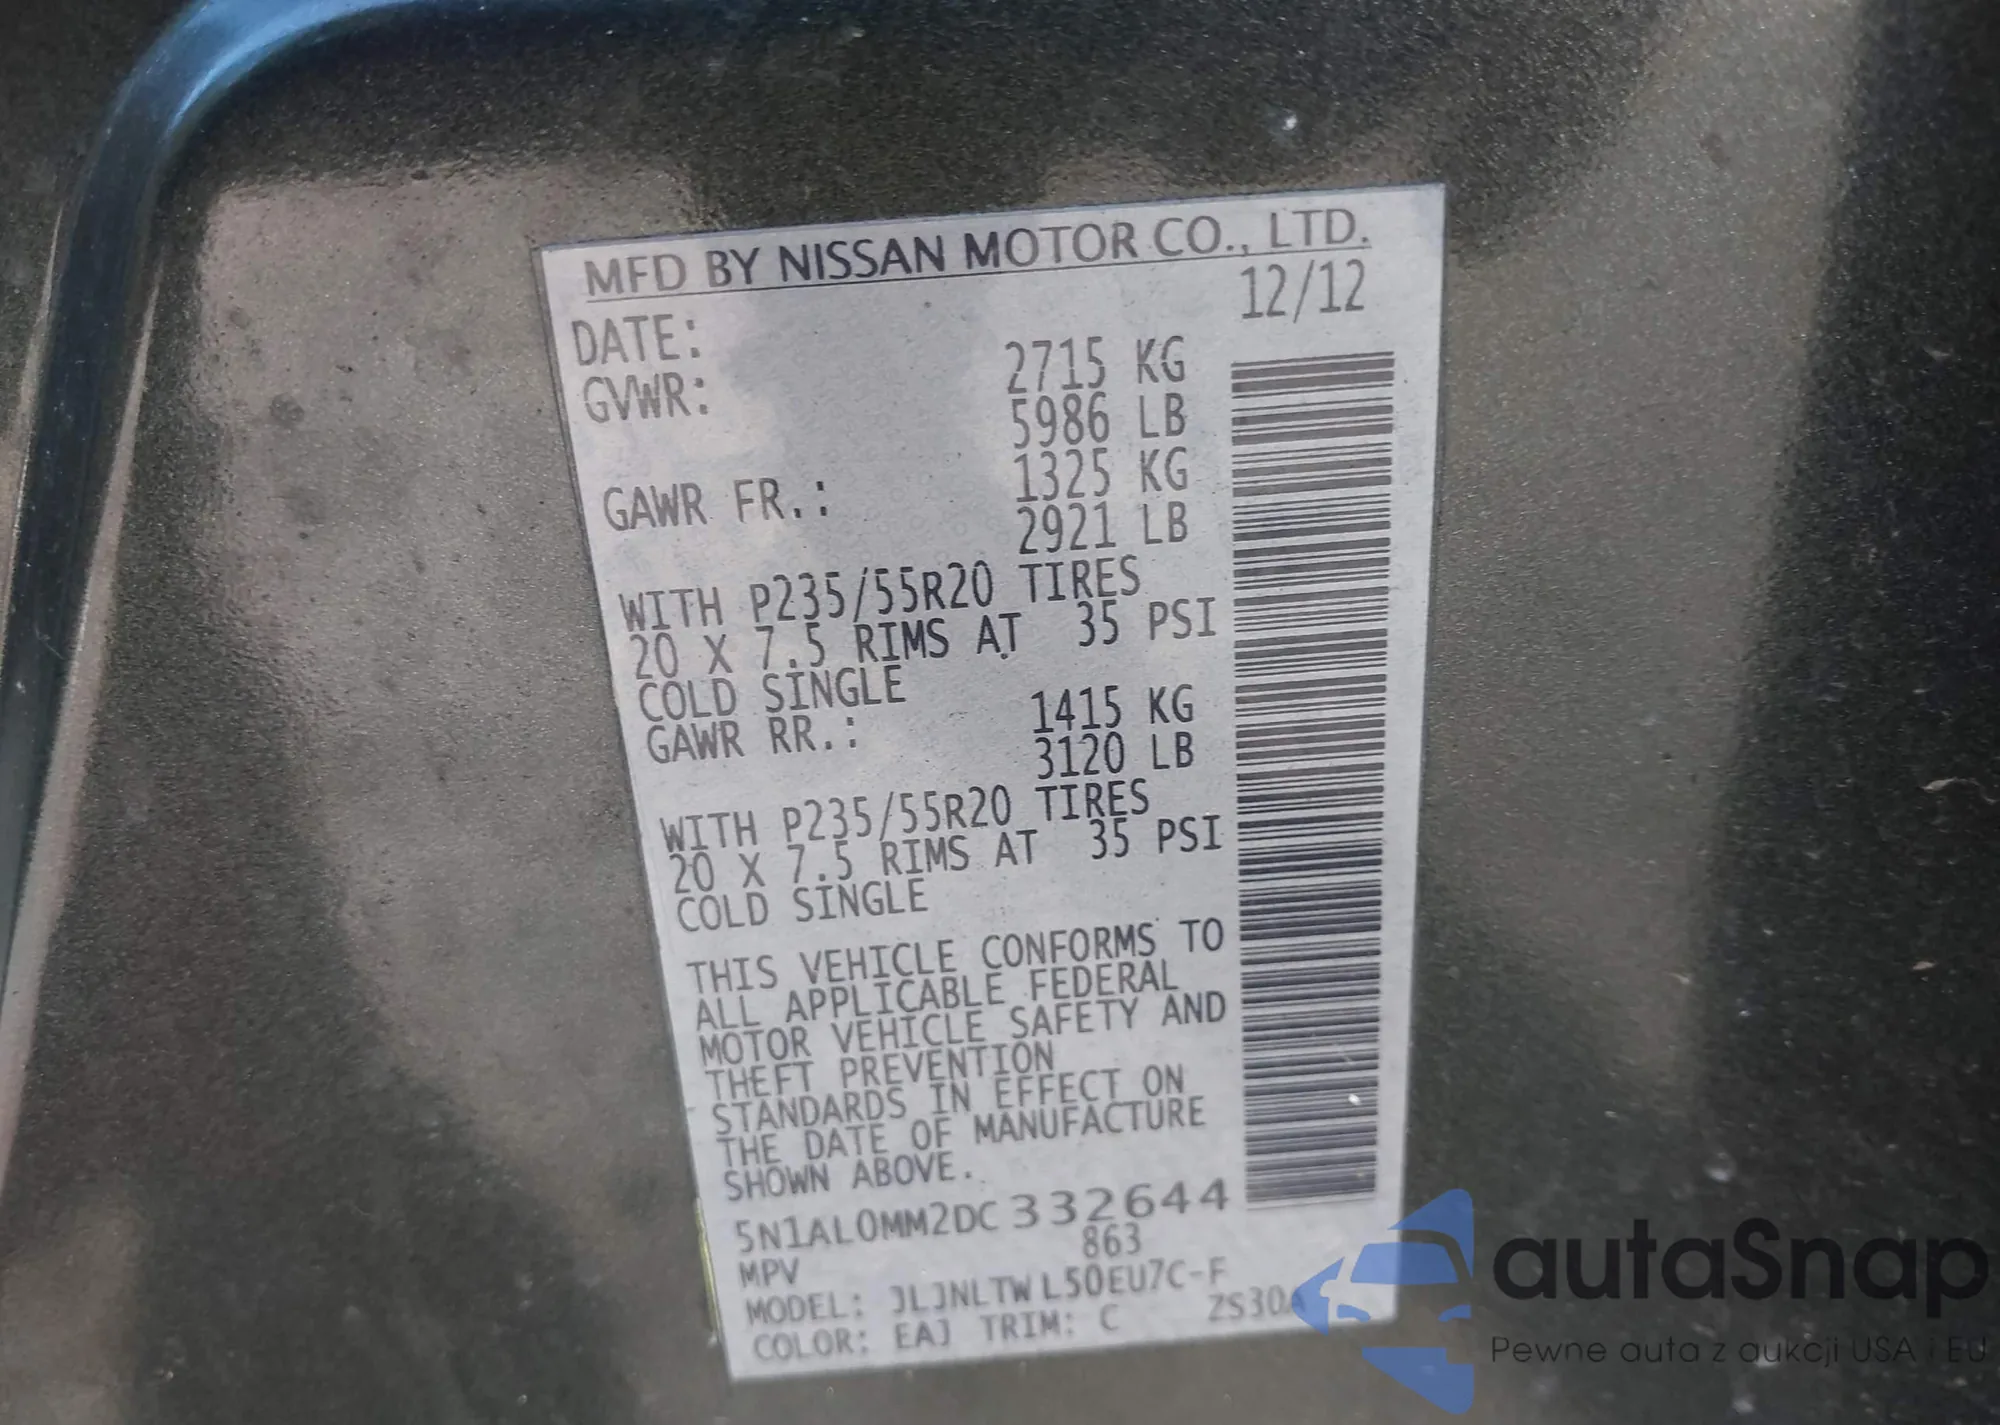 MFD BY NISSAN MOTOR CO., LTD.
DATE: 12/12
GVWR: 2715 KG
5986 LB
GAWR FR.: 1325 KG
2921 LB
WITH P235/55R20 TIRES
20 X 7.5 RIMS AT 35 PSI
COLD SINGLE
GAWR RR.: 1415 KG
3120 LB
WITH P235/55R20 TIRES
20 X 7.5 RIMS AT 35 PSI
COLD SINGLE
THIS VEHICLE CONFORMS TO
ALL APPLICABLE FEDERAL
MOTOR VEHICLE SAFETY AND
THEFT PREVENTION
STANDARDS IN EFFECT ON
THE DATE OF MANUFACTURE
SHOWN ABOVE.
5N1AL0MM2DC332644
MPV 863
MODEL: JLJNLTWL50EU7C-F
COLOR: EAJ TRIM: C ZS30A
autaSnap
Pewne auta z aukcji USA i EU